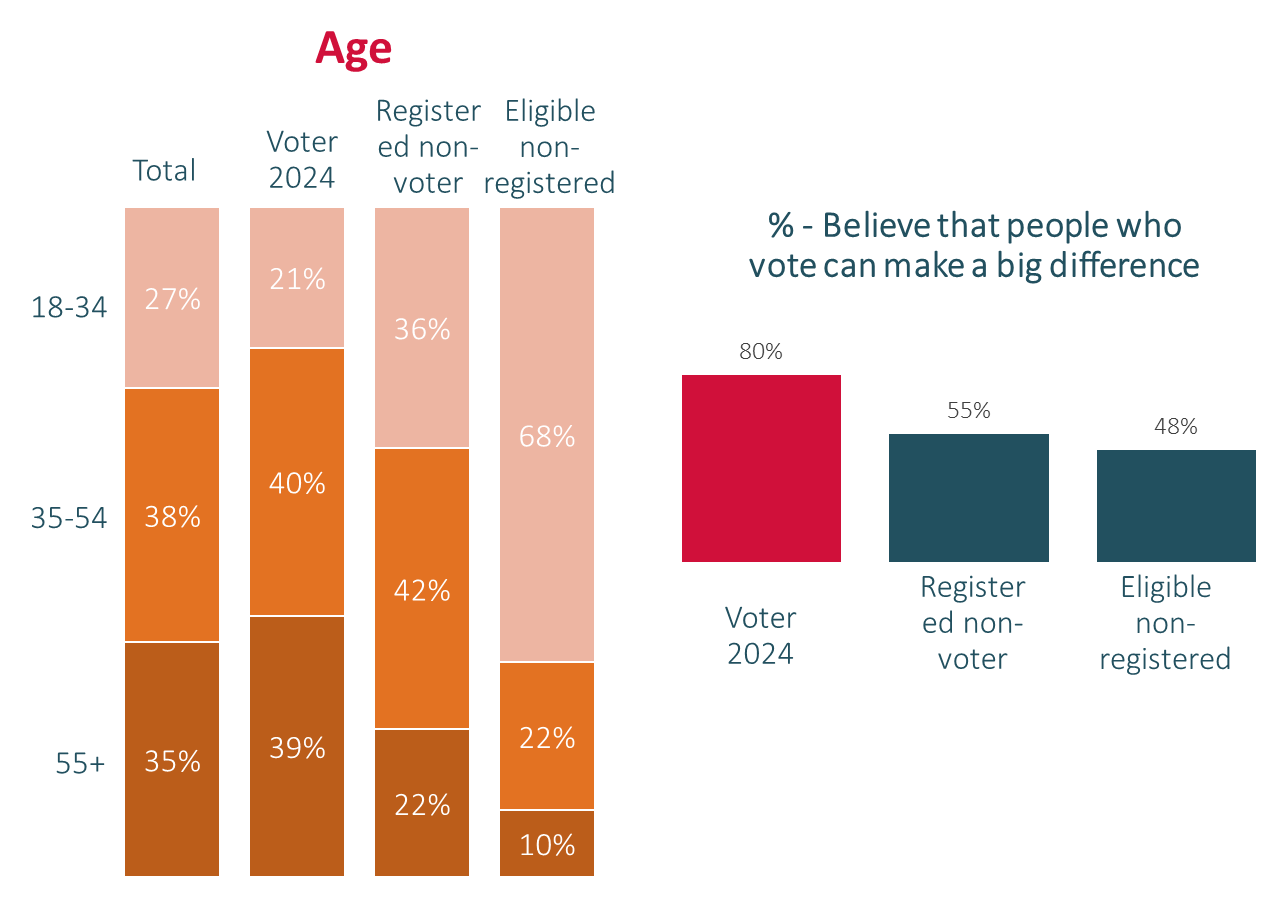 Age
Total
Voter
2024
Register
ed non-
voter
Eligible
non-
registered
18-34
27%
21%
36%
68%
35-54
38%
40%
42%
22%
55+
35%
39%
22%
10%
% - Believe that people who
vote can make a big difference
80%
55%
48%
Voter
2024
Register
ed non-
voter
Eligible
non-
registered